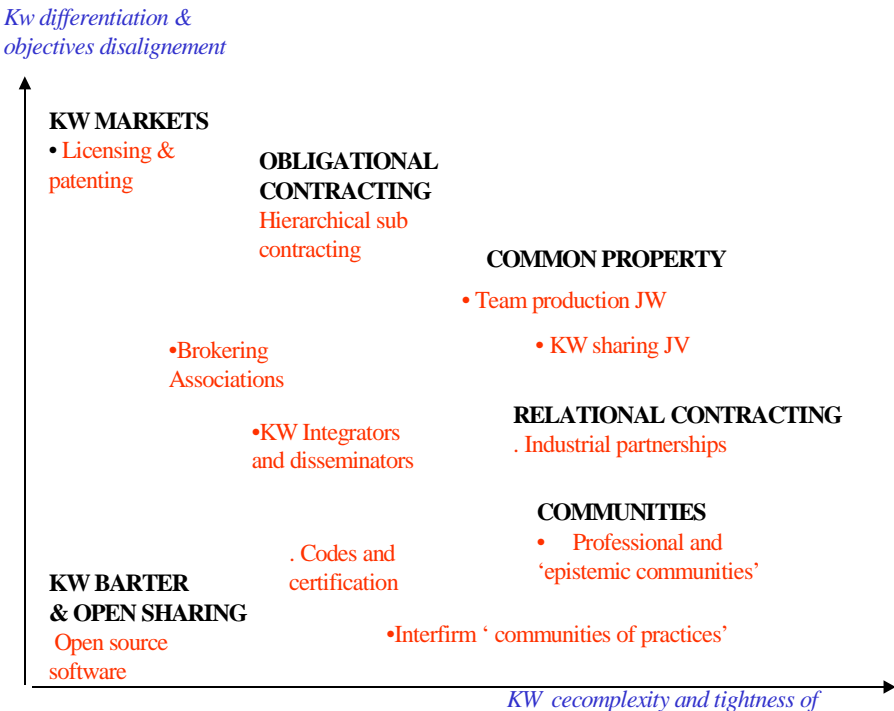 Kw differentiation &
objectives disalignement
KW MARKETS
• Licensing &
patenting
OBLIGATIONAL
CONTRACTING
Hierarchical sub
contracting
COMMON PROPERTY
• Team production JW
•Brokering
Associations
• KW sharing JV
RELATIONAL CONTRACTING
. Industrial partnerships
•KW Integrators
and disseminators
COMMUNITIES
• Professional and
‘epistemic communities’
. Codes and
certification
KW BARTER
& OPEN SHARING
Open source
software
•Interfirm ‘ communities of practices’
KW cecomplexity and tightness of